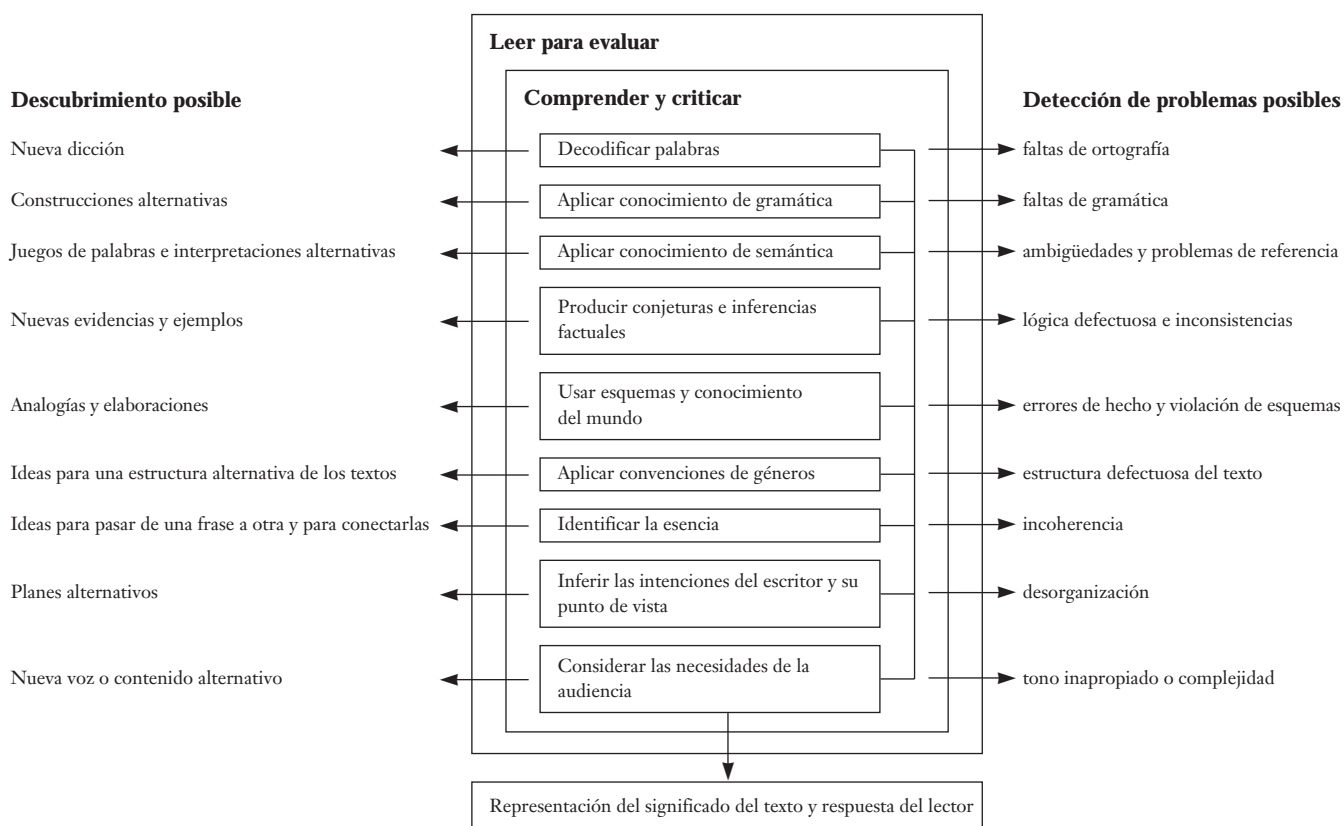 Leer para evaluar
Comprender y criticar
Descubrimiento posible
Detección de problemas posibles
Nueva dicción
Decodificar palabras
faltas de ortografía
Construcciones alternativas
Aplicar conocimiento de gramática
faltas de gramática
Juegos de palabras e interpretaciones alternativas
Aplicar conocimiento de semántica
ambigüedades y problemas de referencia
Nuevas evidencias y ejemplos
Producir conjeturas e inferencias
factuales
lógica defectuosa e inconsistencias
Analogías y elaboraciones
Usar esquemas y conocimiento
del mundo
errores de hecho y violación de esquemas
Ideas para una estructura alternativa de los textos
Aplicar convenciones de géneros
estructura defectuosa del texto
Ideas para pasar de una frase a otra y para conectarlas
Identificar la esencia
incoherencia
Planes alternativos
Inferir las intenciones del escritor y su
punto de vista
desorganización
Nueva voz o contenido alternativo
Considerar las necesidades de la
audiencia
tono inapropiado o complejidad
Representación del significado del texto y respuesta del lector